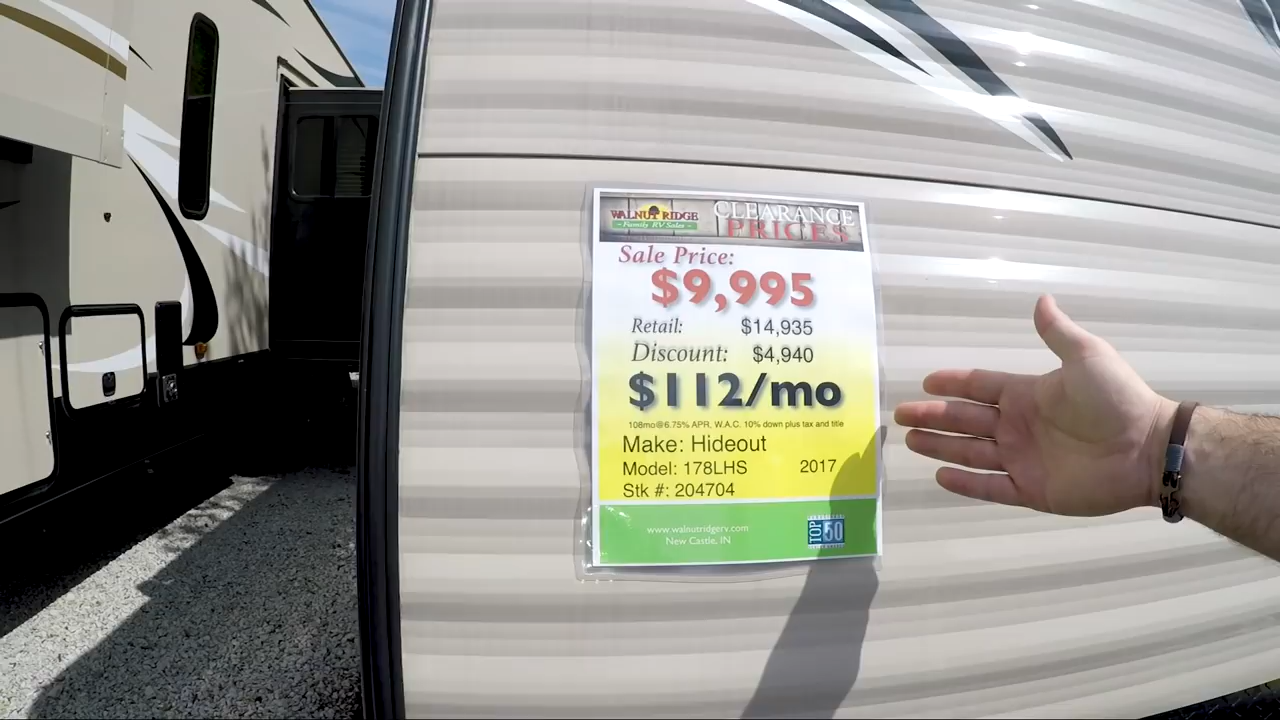 WALNUT RIDGE
~ Family RV Sales ~
CLEARANCE
PRICES
Sale Price:
$9,995
Retail: $14,935
Discount: $4,940
$112/mo
108mo@6.75% APR, W.A.C. 10% down plus tax and title
Make: Hideout
Model: 178LHS 2017
Stk #: 204704
www.walnutridgerv.com
New Castle, IN
TOP 50